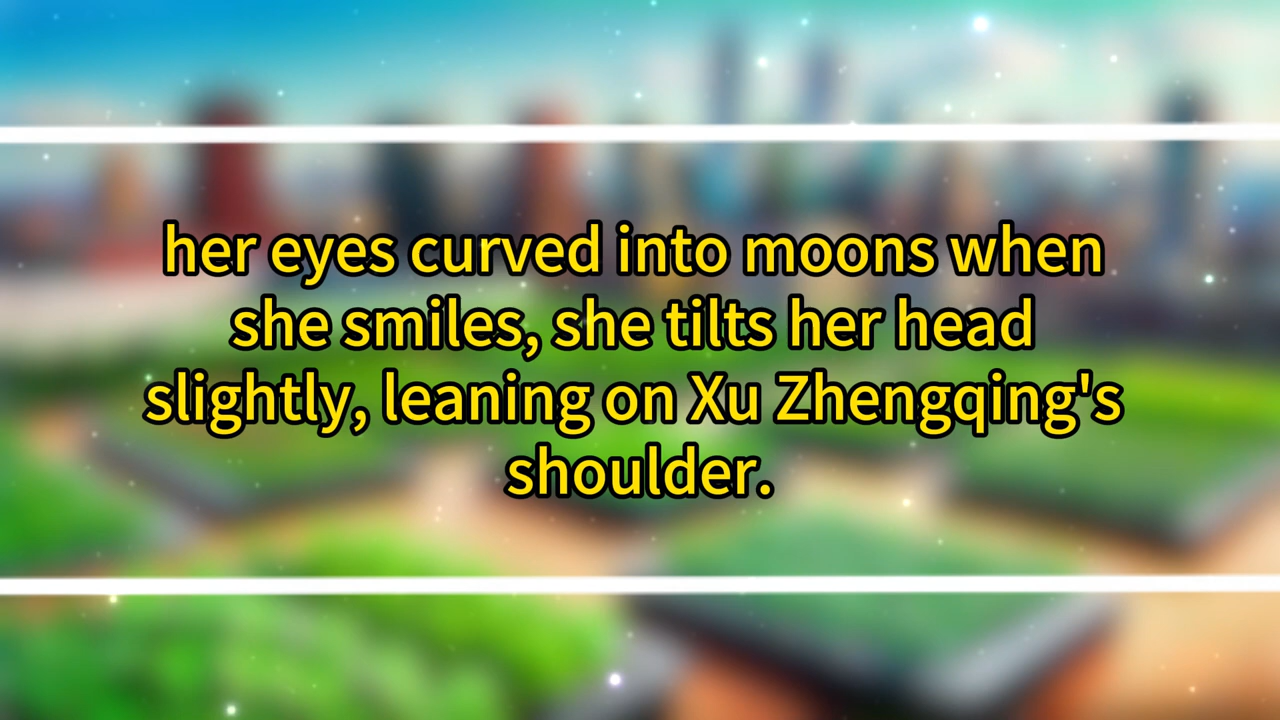 her eyes curved into moons when
she smiles, she tilts her head
slightly, leaning on Xu Zhengqing's
shoulder.